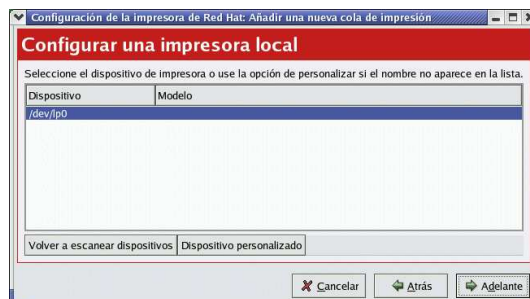 Configuración de la impresora de Red Hat: Añadir una nueva cola de impresión
Configurar una impresora local
Seleccione el dispositivo de impresora o use la opción de personalizar si el nombre no aparece en la lista.
Dispositivo Modelo
/dev/lp0
Volver a escanear dispositivos Dispositivo personalizado
Cancelar Atrás Adelante